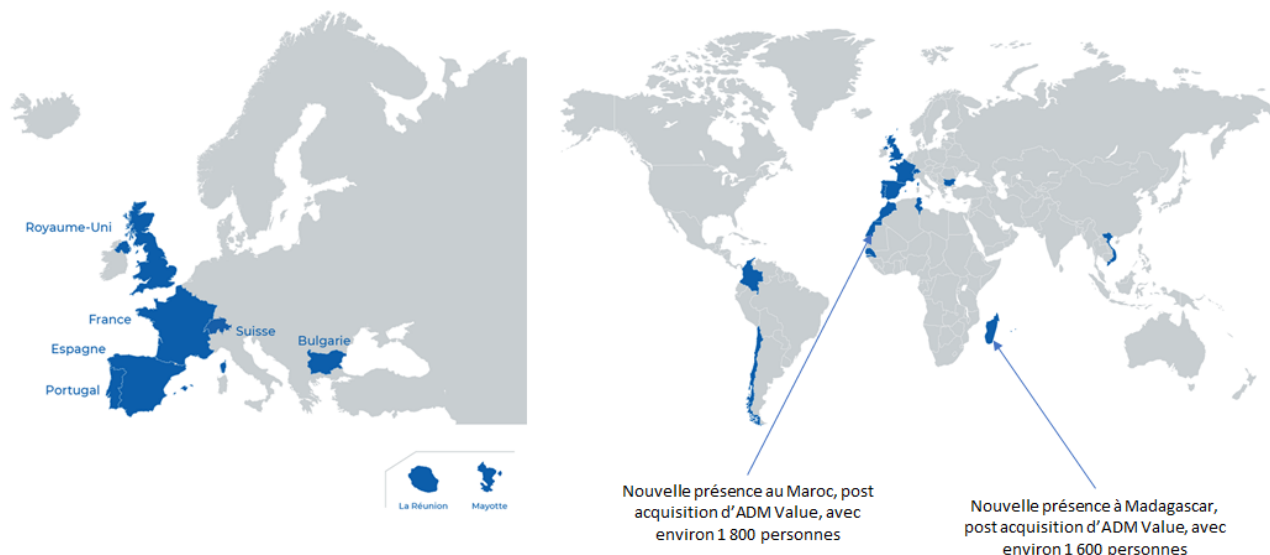 Royaume-Uni
France
Suisse
Espagne
Bulgarie
Portugal
La Réunion
Mayotte
Nouvelle présence au Maroc, post
acquisition d'ADM Value, avec
environ 1 800 personnes
Nouvelle présence à Madagascar,
post acquisition d'ADM Value, avec
environ 1 600 personnes